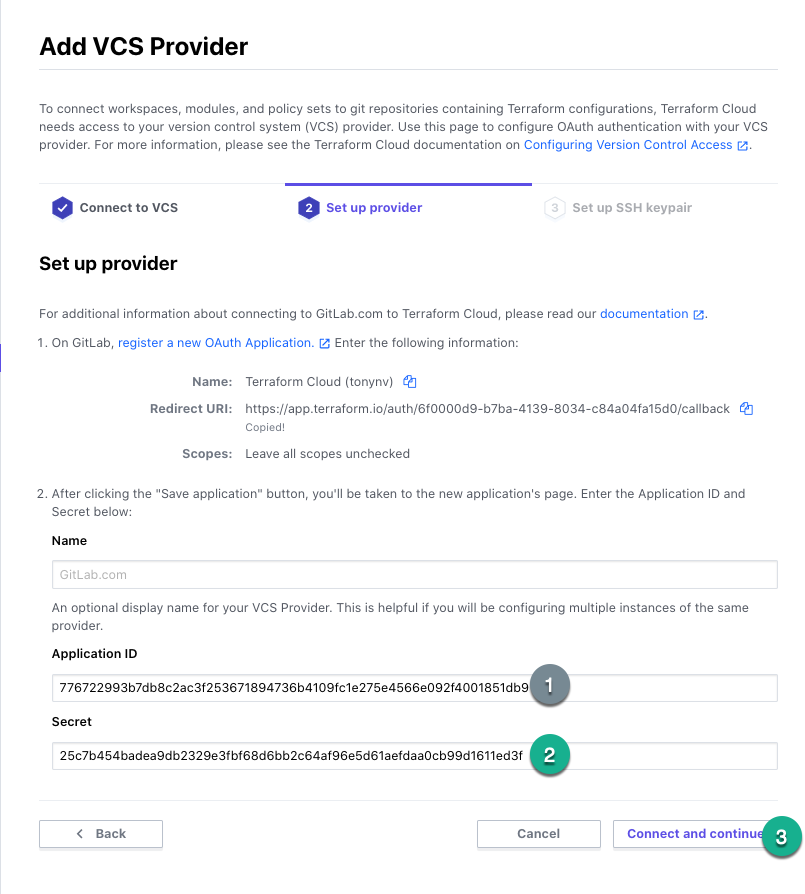 Add VCS Provider
To connect workspaces, modules, and policy sets to git repositories containing Terraform configurations, Terraform Cloud
needs access to your version control system (VCS) provider. Use this page to configure OAuth authentication with your VCS
provider. For more information, please see the Terraform Cloud documentation on Configuring Version Control Access.
Connect to VCS
2 Set up provider
3 Set up SSH keypair
Set up provider
For additional information about connecting to GitLab.com to Terraform Cloud, please read our documentation.
1. On GitLab, register a new OAuth Application. Enter the following information:
Name: Terraform Cloud (tonynv)
Redirect URI: https://app.terraform.io/auth/6f0000d9-b7ba-4139-8034-c84a04fa15d0/callback
Copied!
Scopes: Leave all scopes unchecked
2. After clicking the "Save application" button, you'll be taken to the new application's page. Enter the Application ID and
Secret below:
Name
GitLab.com
An optional display name for your VCS Provider. This is helpful if you will be configuring multiple instances of the same
provider.
Application ID
776722993b7db8c2ac3f253671894736b4109fc1e275e4566e092f4001851db9 1
Secret
25c7b454badea9db2329e3fbf68d6bb2c64af96e5d61aefdaa0cb99d1611ed3f 2
Back
Cancel
Connect and continue 3